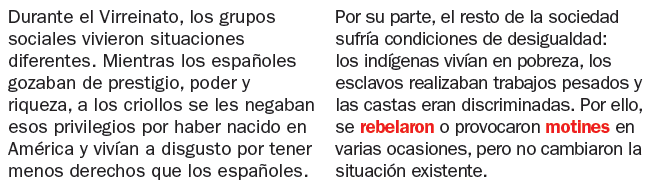 Durante el Virreinato, los grupos
sociales vivieron situaciones
diferentes. Mientras los españoles
gozaban de prestigio, poder y
riqueza, a los criollos se les negaban
esos privilegios por haber nacido en
América y vivían a disgusto por tener
menos derechos que los españoles.
Por su parte, el resto de la sociedad
sufría condiciones de desigualdad:
los indígenas vivían en pobreza, los
esclavos realizaban trabajos pesados y
las castas eran discriminadas. Por ello,
se rebelaron o provocaron motines en
varias ocasiones, pero no cambiaron la
situación existente.